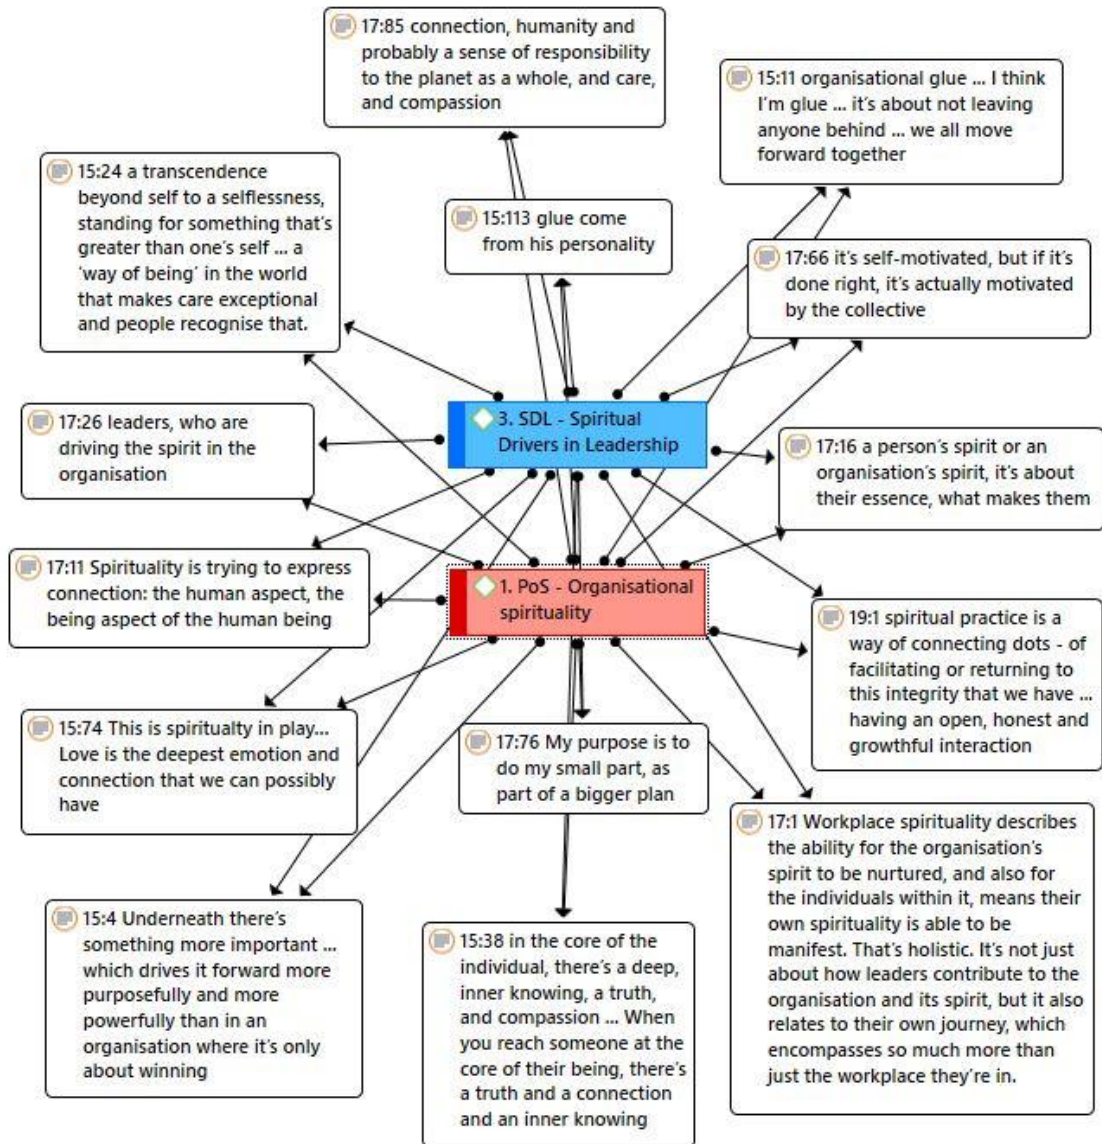 17:85 connection, humanity and
probably a sense of responsibility
to the planet as a whole, and care,
and compassion
15:11 organisational glue ... I think
I'm glue ... it's about not leaving
anyone behind ... we all move
forward together
15:24 a transcendence
beyond self to a selflessness,
standing for something that's
greater than one's self ... a
'way of being' in the world
that makes care exceptional
and people recognise that.
15:113 glue come
from his personality
17:66 it's self-motivated, but if it's
done right, it's actually motivated
by the collective
3. SDL - Spiritual
Drivers in Leadership
17:26 leaders, who are
driving the spirit in the
organisation
17:16 a person's spirit or an
organisation's spirit, it's about
their essence, what makes them
17:11 Spirituality is trying to express
connection: the human aspect, the
being aspect of the human being
1. PoS - Organisational
spirituality
19:1 spiritual practice is a
way of connecting dots - of
facilitating or returning to
this integrity that we have ...
having an open, honest and
growthful interaction
15:74 This is spiritualty in play...
Love is the deepest emotion and
connection that we can possibly
have
17:76 My purpose is to
do my small part, as
part of a bigger plan
17:1 Workplace spirituality describes
the ability for the organisation's
spirit to be nurtured, and also for
the individuals within it, means their
own spirituality is able to be
manifest. That's holistic. It's not just
about how leaders contribute to the
organisation and its spirit, but it also
relates to their own journey, which
encompasses so much more than
just the workplace they're in.
15:4 Underneath there's
something more important ...
which drives it forward more
purposefully and more
powerfully than in an
organisation where it's only
about winning
15:38 in the core of the
individual, there's a deep,
inner knowing, a truth,
and compassion ... When
you reach someone at the
core of their being, there's
a truth and a connection
and an inner knowing